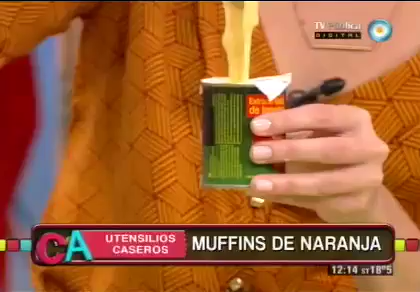 TV Pública
DIGITAL
Extracto
de
CA
UTENSILIOS
CASEROS
MUFFINS DE NARANJA
12:14 ST 18°5